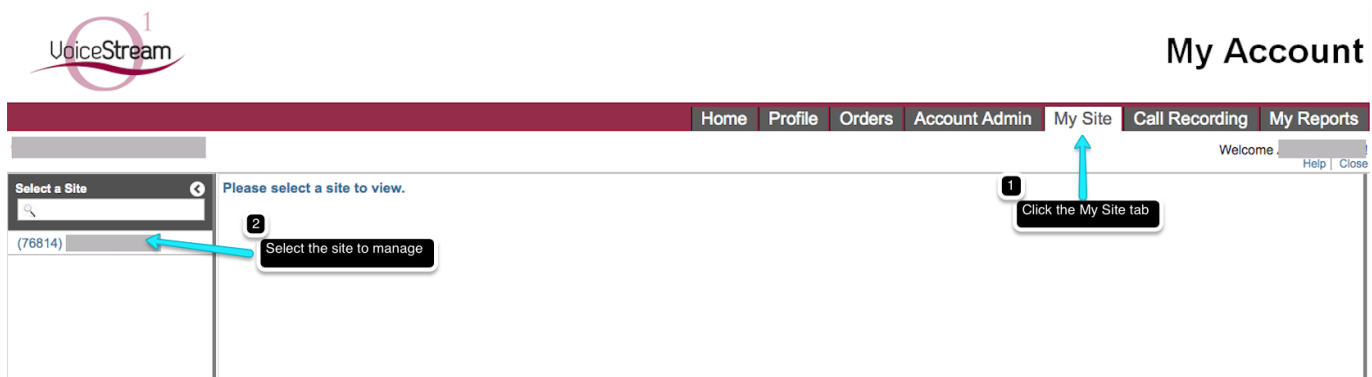 1
VoiceStream
My Account
Home Profile Orders Account Admin My Site Call Recording My Reports
Welcome
Help | Close
Select a Site
Please select a site to view.
1
Click the My Site tab
2
(76814)
Select the site to manage